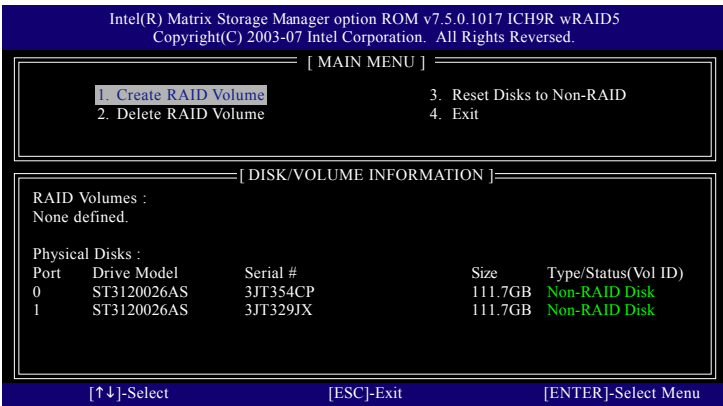 Intel(R) Matrix Storage Manager option ROM v7.5.0.1017 ICH9R wRAID5
Copyright(C) 2003-07 Intel Corporation. All Rights Reversed.
[ MAIN MENU ]
1. Create RAID Volume 3. Reset Disks to Non-RAID
2. Delete RAID Volume 4. Exit
[ DISK/VOLUME INFORMATION ]
RAID Volumes :
None defined.
Physical Disks :
Port Drive Model Serial # Size Type/Status(Vol ID)
0 ST3120026AS 3JT354CP 111.7GB Non-RAID Disk
1 ST3120026AS 3JT329JX 111.7GB Non-RAID Disk
[↑↓]-Select [ESC]-Exit [ENTER]-Select Menu